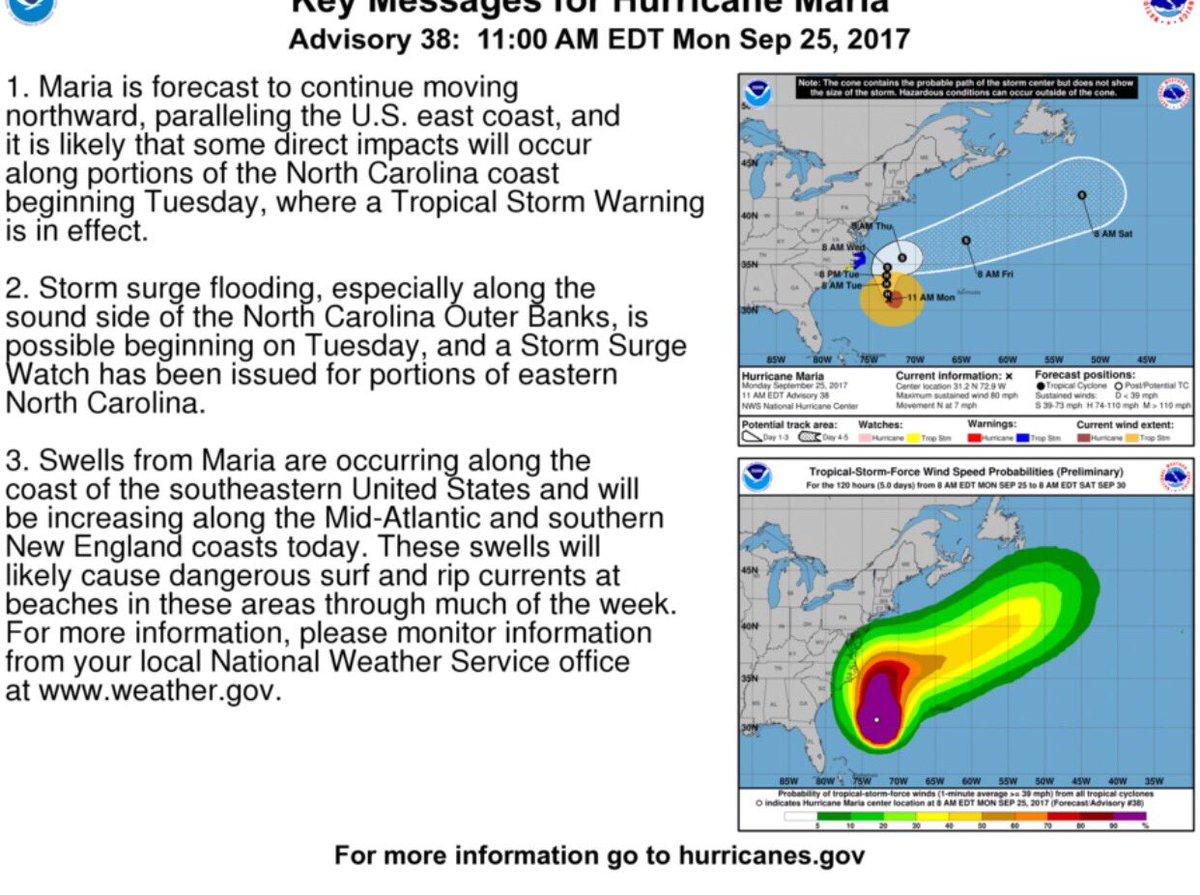 Key Messages for Hurricane Maria
Advisory 38: 11:00 AM EDT Mon Sep 25, 2017
1. Maria is forecast to continue moving
northward, paralleling the U.S. east coast, and
it is likely that some direct impacts will occur
along portions of the North Carolina coast
beginning Tuesday, where a Tropical Storm Warning
is in effect.
2. Storm surge flooding, especially along the
sound side of the North Carolina Outer Banks, is
possible beginning on Tuesday, and a Storm Surge
Watch has been issued for portions of eastern
North Carolina.
3. Swells from Maria are occurring along the
coast of the southeastern United States and will
be increasing along the Mid-Atlantic and southern
New England coasts today. These swells will
likely cause dangerous surf and rip currents at
beaches in these areas through much of the week.
For more information, please monitor information
from your local National Weather Service office
at www.weather.gov.
Note: The cone contains the probable path of the storm center but does not show
the size of the storm. Hazardous conditions can occur outside of the cone.
45N
40N
35N
30N
8 AM Thu
8 AM Wed
8 PM Tue
8 AM Tue
11 AM Mon
8 AM Fri
8 AM Sat
85W 80W 75W 70W 65W 60W 55W 50W 45W
Hurricane Maria
Monday September 25, 2017
11 AM EDT Advisory 38
NWS National Hurricane Center
Current information: x
Center location 31.2 N 72.9 W
Maximum sustained wind 80 mph
Movement N at 7 mph
Forecast positions:
Tropical Cyclone Post/Potential TC
Sustained winds: D < 39 mph
S 39-73 mph H 74-110 mph M > 110 mph
Potential track area:
Day 1-3 Day 4-5
Watches:
Hurricane Trop Stm
Warnings:
Hurricane Trop Stm
Current wind extent:
Hurricane Trop Stm
Tropical-Storm-Force Wind Speed Probabilities (Preliminary)
For the 120 hours (5.0 days) from 8 AM EDT MON SEP 25 to 8 AM EDT SAT SEP 30
45N
40N
35N
30N
85W 80W 75W 70W 65W 60W 55W 50W 45W 40W 35W
Probability of tropical-storm-force winds (1-minute average >= 39 mph) from all tropical cyclones
O indicates Hurricane Maria center location at 8 AM EDT MON SEP 25, 2017 (Forecast/Advisory #38)
5 10 20 30 40 50 60 70 80 90 %
For more information go to hurricanes.gov